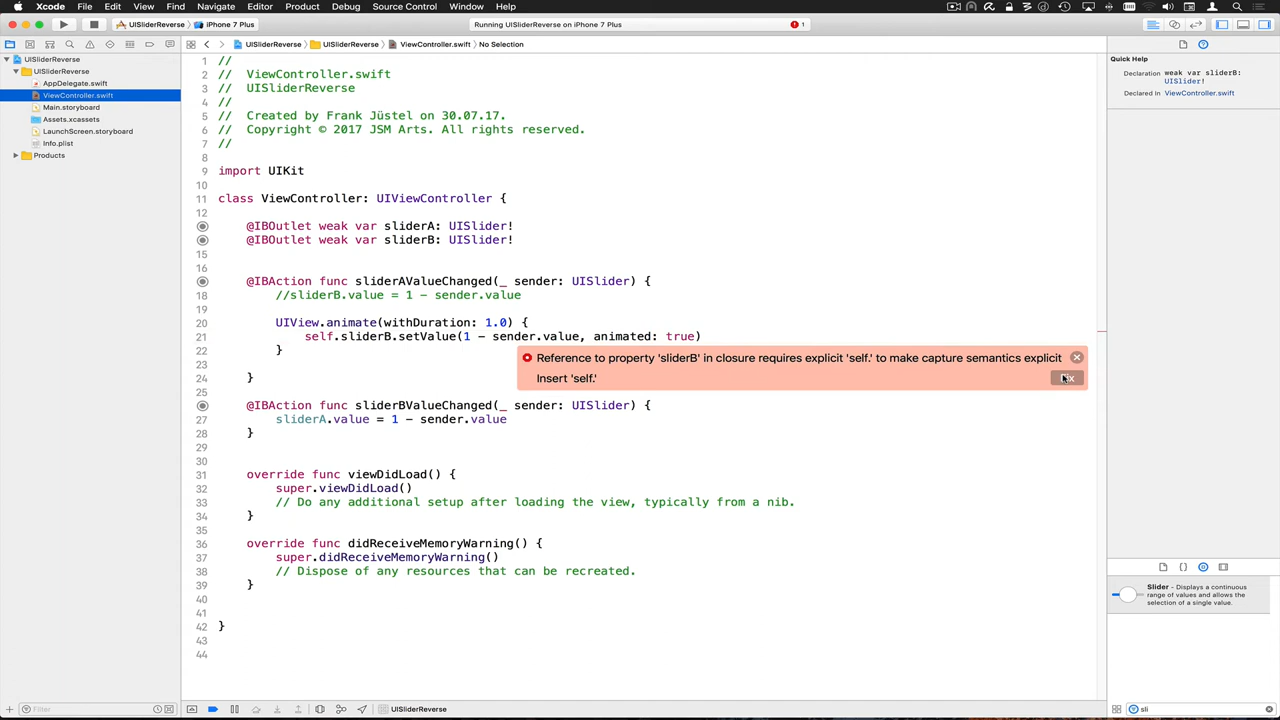 Xcode File Edit View Find Navigate Editor Product Debug Source Control Window Help
UISliderReverse iPhone 7 Plus Running UISliderReverse on iPhone 7 Plus 1
UISliderReverse UISliderReverse ViewController.swift No Selection
UISliderReverse
UISliderReverse
AppDelegate.swift
ViewController.swift
Main.storyboard
Assets.xcassets
LaunchScreen.storyboard
Info.plist
Products
Filter
1 //
2 // ViewController.swift
3 // UISliderReverse
4 //
5 // Created by Frank Jüstel on 30.07.17.
6 // Copyright © 2017 JSM Arts. All rights reserved.
7 //
8
9 import UIKit
10
11 class ViewController: UIViewController {
12
13 @IBOutlet weak var sliderA: UISlider!
14 @IBOutlet weak var sliderB: UISlider!
15
16
17 @IBAction func sliderAValueChanged(_ sender: UISlider) {
18 //sliderB.value = 1 - sender.value
19
20 UIView.animate(withDuration: 1.0) {
21 self.sliderB.setValue(1 - sender.value, animated: true)
22 }
Reference to property 'sliderB' in closure requires explicit 'self.' to make capture semantics explicit
Insert 'self.'
24 }
25
26 @IBAction func sliderBValueChanged(_ sender: UISlider) {
27 sliderA.value = 1 - sender.value
28 }
29
30
31 override func viewDidLoad() {
32 super.viewDidLoad()
33 // Do any additional setup after loading the view, typically from a nib.
34 }
35
36 override func didReceiveMemoryWarning() {
37 super.didReceiveMemoryWarning()
38 // Dispose of any resources that can be recreated.
39 }
40
41
42 }
43
44
UISliderReverse
Quick Help
Declaration weak var sliderB:
UISlider!
Declared In ViewController.swift
Slider - Displays a continuous
range of values and allows the
selection of a single value.
sli